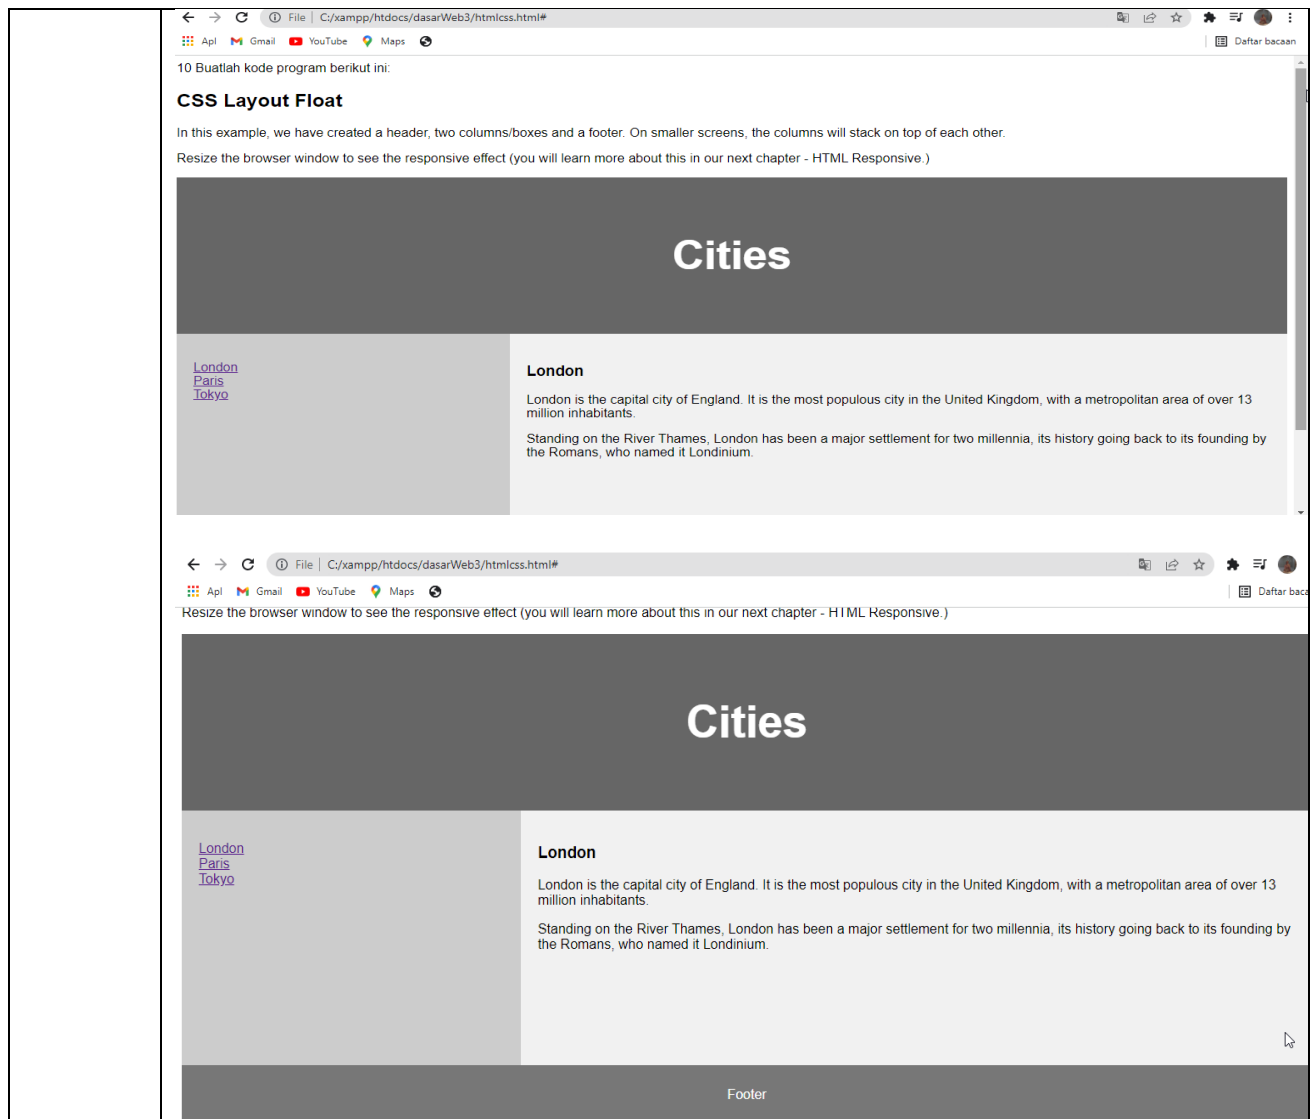 File | C:/xampp/htdocs/dasarWeb3/htmlcss.html#
Apl Gmail YouTube Maps Daftar bacaan
10 Buatlah kode program berikut ini:
CSS Layout Float
In this example, we have created a header, two columns/boxes and a footer. On smaller screens, the columns will stack on top of each other.
Resize the browser window to see the responsive effect (you will learn more about this in our next chapter - HTML Responsive.)
Cities
London
Paris
Tokyo
London
London is the capital city of England. It is the most populous city in the United Kingdom, with a metropolitan area of over 13
million inhabitants.
Standing on the River Thames, London has been a major settlement for two millennia, its history going back to its founding by
the Romans, who named it Londinium.
File | C:/xampp/htdocs/dasarWeb3/htmlcss.html#
Apl Gmail YouTube Maps Daftar baca
Resize the browser window to see the responsive effect (you will learn more about this in our next chapter - HTML Responsive.)
Cities
London
Paris
Tokyo
London
London is the capital city of England. It is the most populous city in the United Kingdom, with a metropolitan area of over 13
million inhabitants.
Standing on the River Thames, London has been a major settlement for two millennia, its history going back to its founding by
the Romans, who named it Londinium.
Footer